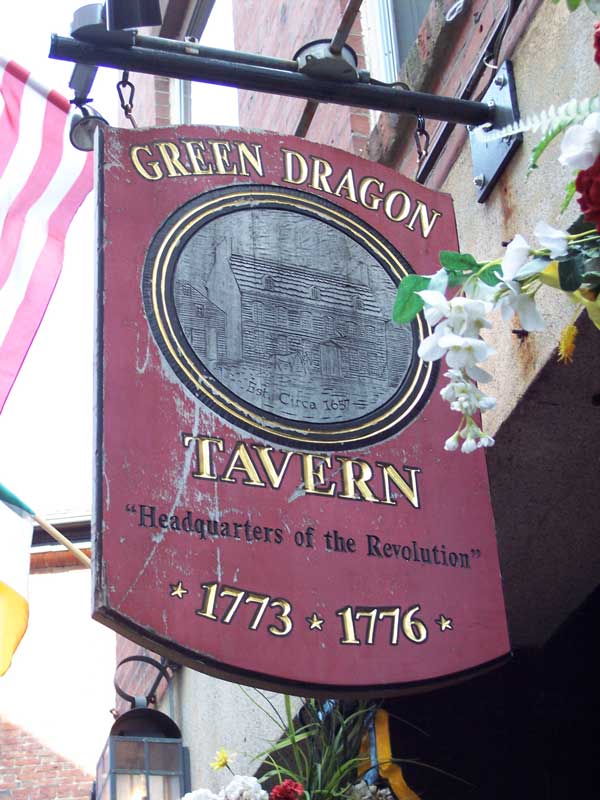 GREEN DRAGON
Est. Circa 1657
TAVERN
"Headquarters of the Revolution"
★ 1773 ★ 1776 ★